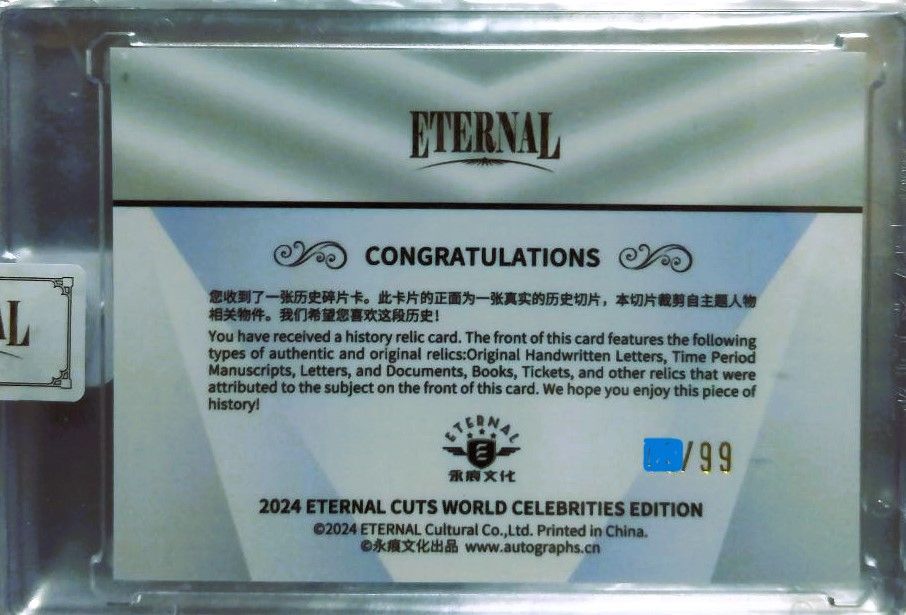 ETERNAL
CONGRATULATIONS
您收到了一张历史碎片卡。此卡片的正面为一张真实的历史切片，本切片裁剪自主题人物
相关物件。我们希望您喜欢这段历史！
You have received a history relic card. The front of this card features the following
types of authentic and original relics:Original Handwritten Letters, Time Period
Manuscripts, Letters, and Documents, Books, Tickets, and other relics that were
attributed to the subject on the front of this card. We hope you enjoy this piece of
history!
AL
ETERNAL
E
永痕文化
/99
2024 ETERNAL CUTS WORLD CELEBRITIES EDITION
©2024 ETERNAL Cultural Co.,Ltd. Printed in China.
©永痕文化出品 www.autographs.cn